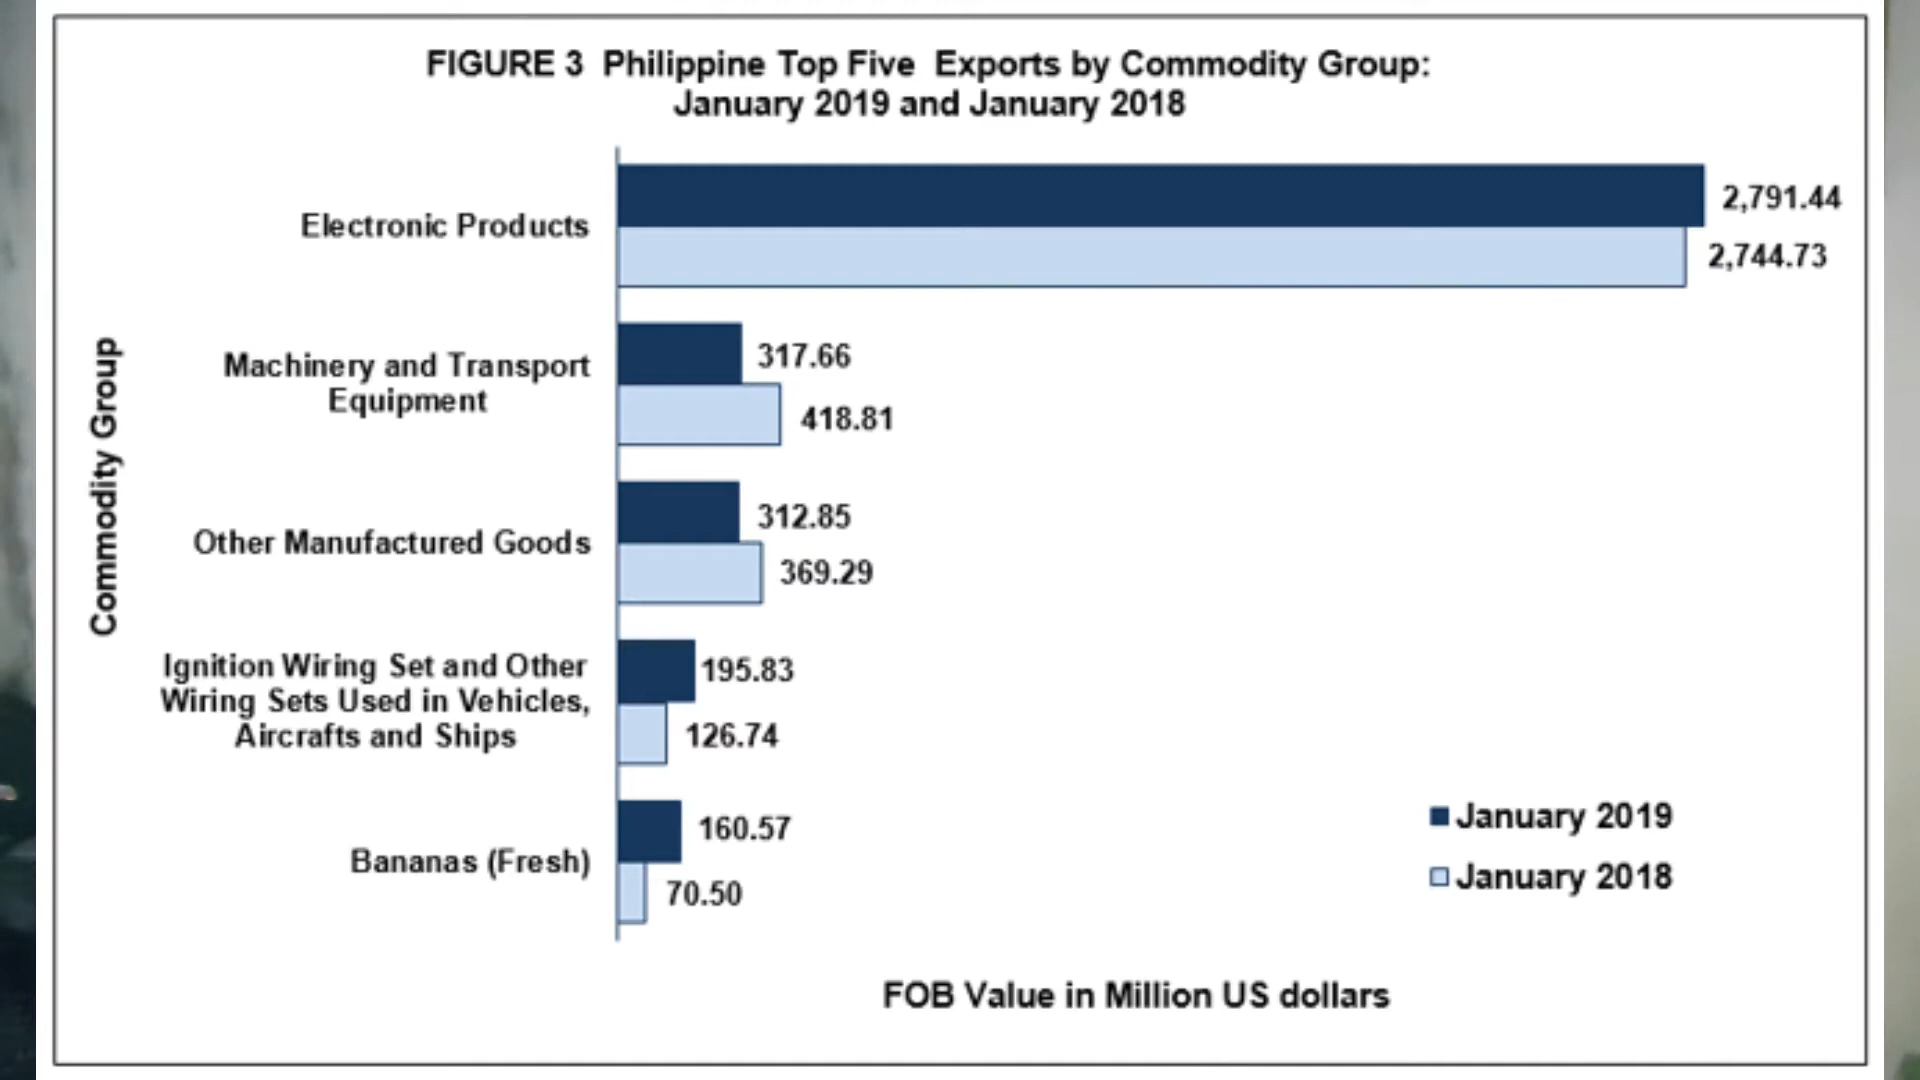 FIGURE 3 Philippine Top Five Exports by Commodity Group:
January 2019 and January 2018
Commodity Group
Electronic Products
2,791.44
2,744.73
Machinery and Transport
Equipment
317.66
418.81
Other Manufactured Goods
312.85
369.29
Ignition Wiring Set and Other
Wiring Sets Used in Vehicles,
Aircrafts and Ships
195.83
126.74
Bananas (Fresh)
160.57
70.50
January 2019
January 2018
FOB Value in Million US dollars